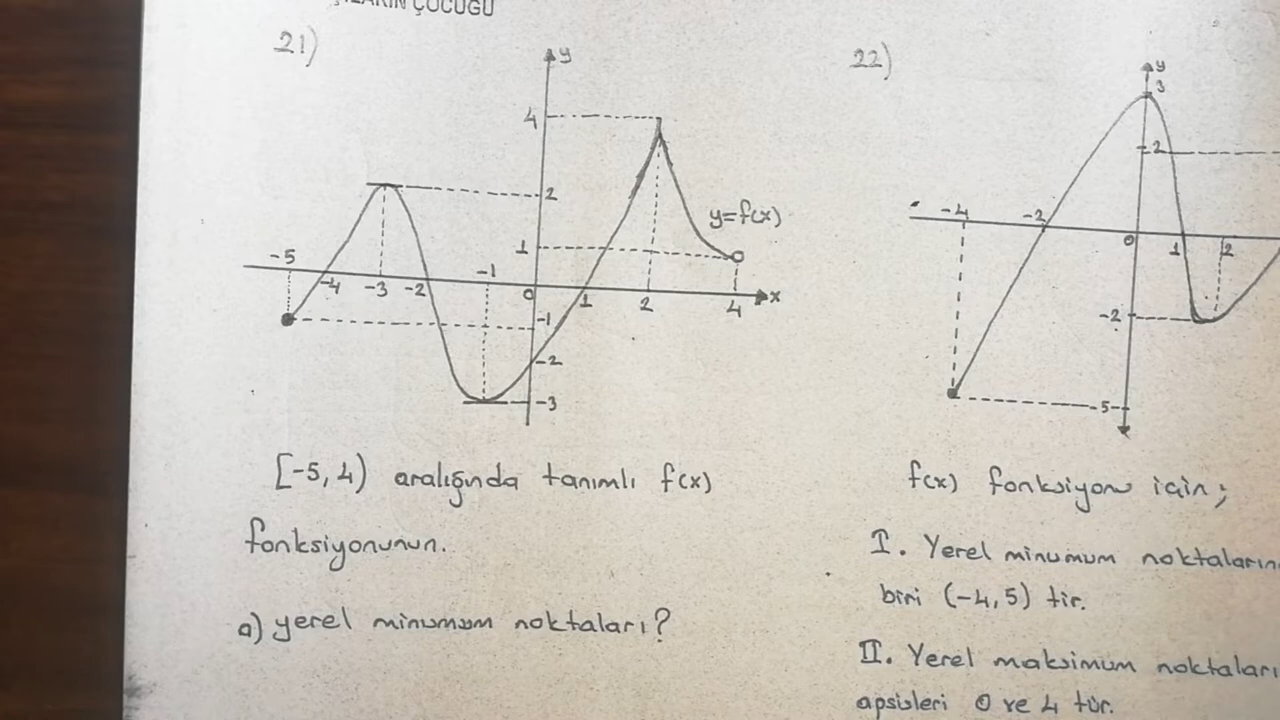 ÇOCUĞU
21)
y
4
2
y=f(x)
1
-5 -4 -3 -2 -1 0 1 2 4 x
-1
-2
-3
[-5, 4) aralığında tanımlı f(x)
fonksiyonunun.
a) yerel minumum noktaları?
22)
y
3
2
-4 -2 0 1 2
-2
-5
f(x) fonksiyonu için;
I. Yerel minumum
biri (-4, 5) tir.
II. Yerel maksimum noktaları
apsisleri 0 ve 4 tür.